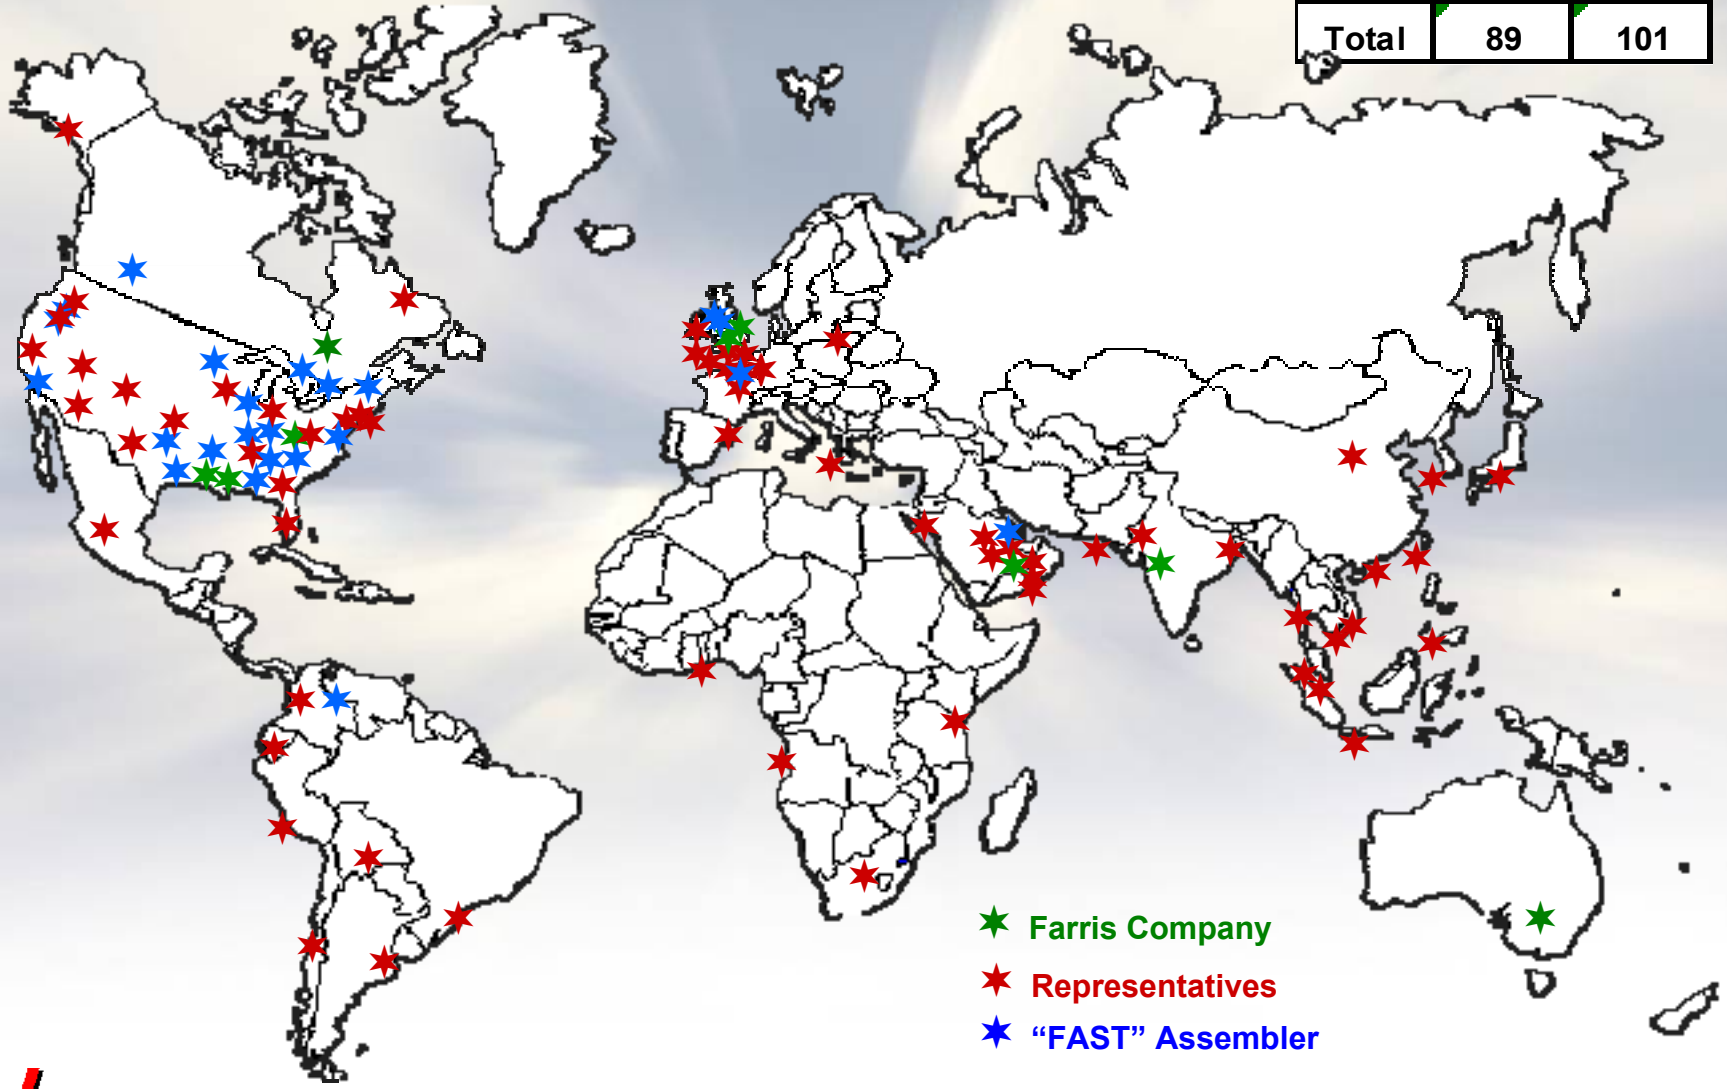 Total 89 101
Farris Company
Representatives
“FAST” Assembler